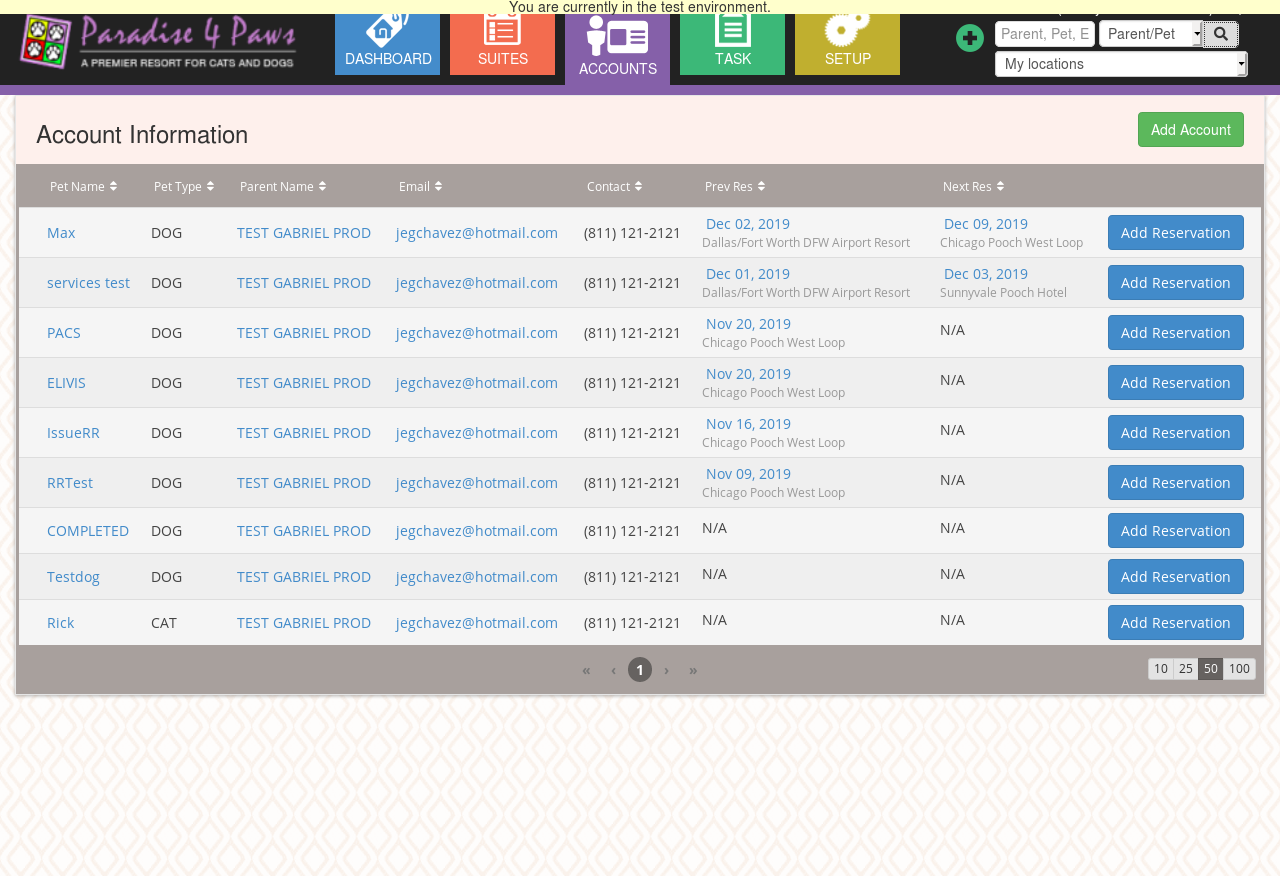 You are currently in the test environment.
Paradise 4 Paws
A PREMIER RESORT FOR CATS AND DOGS
DASHBOARD
SUITES
ACCOUNTS
TASK
SETUP
Parent, Pet, E
Parent/Pet
My locations
Account Information
Add Account
Pet Name Pet Type Parent Name Email Contact Prev Res Next Res
Max DOG TEST GABRIEL PROD jegchavez@hotmail.com (811) 121-2121 Dec 02, 2019 Dec 09, 2019 Add Reservation
Dallas/Fort Worth DFW Airport Resort Chicago Pooch West Loop
services test DOG TEST GABRIEL PROD jegchavez@hotmail.com (811) 121-2121 Dec 01, 2019 Dec 03, 2019 Add Reservation
Dallas/Fort Worth DFW Airport Resort Sunnyvale Pooch Hotel
PACS DOG TEST GABRIEL PROD jegchavez@hotmail.com (811) 121-2121 Nov 20, 2019 N/A Add Reservation
Chicago Pooch West Loop
ELIVIS DOG TEST GABRIEL PROD jegchavez@hotmail.com (811) 121-2121 Nov 20, 2019 N/A Add Reservation
Chicago Pooch West Loop
IssueRR DOG TEST GABRIEL PROD jegchavez@hotmail.com (811) 121-2121 Nov 16, 2019 N/A Add Reservation
Chicago Pooch West Loop
RRTest DOG TEST GABRIEL PROD jegchavez@hotmail.com (811) 121-2121 Nov 09, 2019 N/A Add Reservation
Chicago Pooch West Loop
COMPLETED DOG TEST GABRIEL PROD jegchavez@hotmail.com (811) 121-2121 N/A N/A Add Reservation
Testdog DOG TEST GABRIEL PROD jegchavez@hotmail.com (811) 121-2121 N/A N/A Add Reservation
Rick CAT TEST GABRIEL PROD jegchavez@hotmail.com (811) 121-2121 N/A N/A Add Reservation
« ‹ 1 › » 10 25 50 100